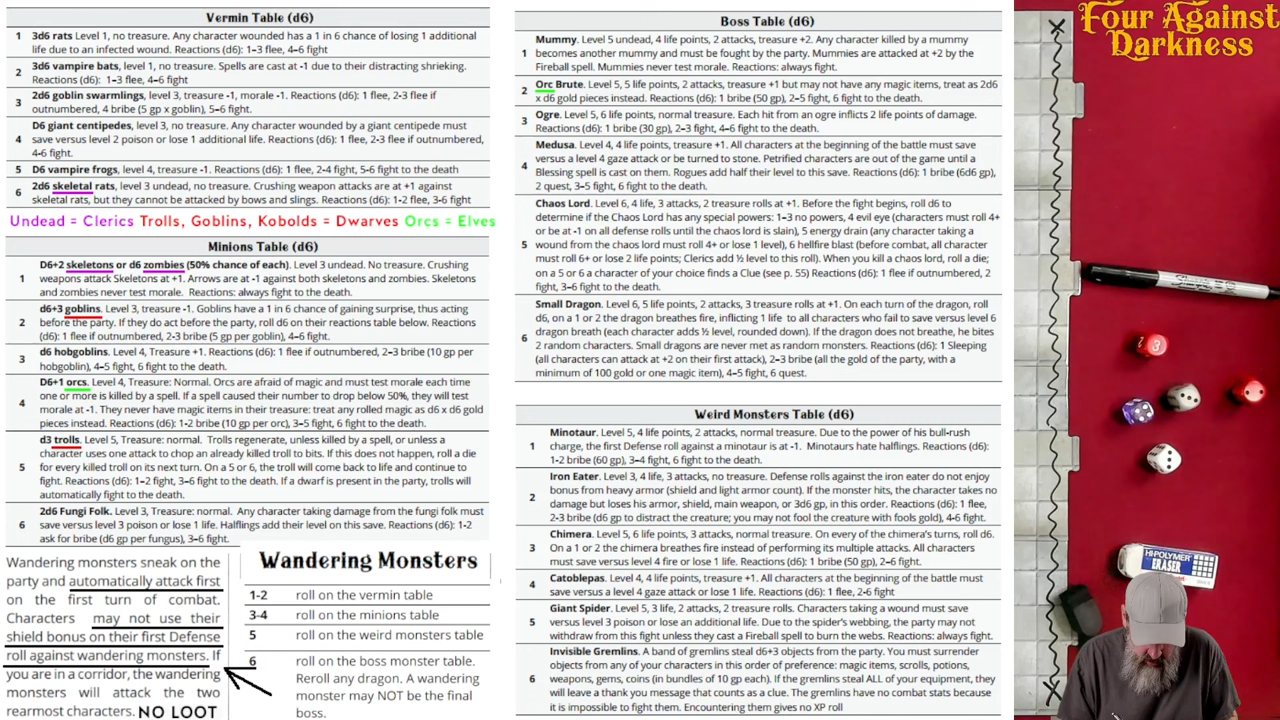 Vermin Table (d6)
1 3d6 rats Level 1, no treasure. Any character wounded has a 1 in 6 chance of losing 1 additional
life due to an infected wound. Reactions (d6): 1–3 flee, 4–6 fight
2 3d6 vampire bats, level 1, no treasure. Spells are cast at -1 due to their distracting shrieking.
Reactions (d6): 1–3 flee, 4–6 fight
3 2d6 goblin swarmlings, level 3, treasure -1, morale -1. Reactions (d6): 1 flee, 2-3 flee if
outnumbered, 4 bribe (5 gp x goblin), 5–6 fight.
4 D6 giant centipedes, level 3, no treasure. Any character wounded by a giant centipede must
save versus level 2 poison or lose 1 additional life. Reactions (d6): 1 flee, 2-3 flee if outnumbered,
4-6 fight.
5 D6 vampire frogs, level 4, treasure -1. Reactions (d6): 1 flee, 2-4 fight, 5-6 fight to the death
6 2d6 skeletal rats, level 3 undead, no treasure. Crushing weapon attacks are at +1 against
skeletal rats, but they cannot be attacked by bows and slings. Reactions (d6): 1-2 flee, 3-6 fight
Undead = Clerics Trolls, Goblins, Kobolds = Dwarves Orcs = Elves
Minions Table (d6)
1 D6+2 skeletons or d6 zombies (50% chance of each). Level 3 undead. No treasure. Crushing
weapons attack Skeletons at +1. Arrows are at -1 against both skeletons and zombies. Skeletons
and zombies never test morale. Reactions: always fight to the death.
2 d6+3 goblins. Level 3, treasure -1. Goblins have a 1 in 6 chance of gaining surprise, thus acting
before the party. If they do act before the party, roll d6 on their reactions table below. Reactions
(d6): 1 flee if outnumbered, 2–3 bribe (5 gp per goblin), 4–6 fight.
3 d6 hobgoblins. Level 4, Treasure +1. Reactions (d6): 1 flee if outnumbered, 2–3 bribe (10 gp per
hobgoblin), 4–5 fight, 6 fight to the death.
4 D6+1 orcs. Level 4, Treasure: Normal. Orcs are afraid of magic and must test morale each time
one or more is killed by a spell. If a spell caused their number to drop below 50%, they will test
morale at -1. They never have magic items in their treasure: treat any rolled magic as d6 x d6 gold
pieces instead. Reactions (d6): 1-2 bribe (10 gp per orc), 3–5 fight, 6 fight to the death.
5 d3 trolls. Level 5, Treasure: normal. Trolls regenerate, unless killed by a spell, or unless a
character uses one attack to chop an already killed troll to bits. If this does not happen, roll a die
for every killed troll on its next turn. On a 5 or 6, the troll will come back to life and continue to
fight. Reactions (d6): 1–2 fight, 3–6 fight to the death. If a dwarf is present in the party, trolls will
automatically fight to the death.
6 2d6 Fungi Folk. Level 3, Treasure: normal. Any character taking damage from the fungi folk must
save versus level 3 poison or lose 1 life. Halflings add their level on this save. Reactions (d6): 1-2
ask for bribe (d6 gp per fungus), 3–6 fight.
Wandering monsters sneak on the
party and automatically attack first
on the first turn of combat.
Characters may not use their
shield bonus on their first Defense
roll against wandering monsters. If
you are in a corridor, the wandering
monsters will attack the two
rearmost characters. NO LOOT
Wandering Monsters
1-2 roll on the vermin table
3-4 roll on the minions table
5 roll on the weird monsters table
6 roll on the boss monster table.
Reroll any dragon. A wandering
monster may NOT be the final
boss.
Boss Table (d6)
1 Mummy. Level 5 undead, 4 life points, 2 attacks, treasure +2. Any character killed by a mummy
becomes another mummy and must be fought by the party. Mummies are attacked at +2 by the
Fireball spell. Mummies never test morale. Reactions: always fight.
2 Orc Brute. Level 5, 5 life points, 2 attacks, treasure +1 but may not have any magic items, treat as 2d6
x d6 gold pieces instead. Reactions (d6): 1 bribe (50 gp), 2–5 fight, 6 fight to the death.
3 Ogre. Level 5, 6 life points, normal treasure. Each hit from an ogre inflicts 2 points of damage.
Reactions (d6): 1 bribe (30 gp), 2–3 fight, 4–6 fight to the death.
4 Medusa. Level 4, 4 life points, treasure +1. All characters at the beginning of the battle must save
versus a level 4 gaze attack or be turned to stone. Petrified characters are out of the game until a
Blessing spell is cast on them. Rogues add half their level to this save. Reactions (d6): 1 bribe (6d6 gp),
2 quest, 3–5 fight, 6 fight to the death.
5 Chaos Lord. Level 6, 4 life, 3 attacks, 2 treasure rolls at +1. Before the fight begins, roll d6 to
determine if the Chaos Lord has any special powers: 1–3 no powers, 4 evil eye (characters must roll 4+
or be at -1 on all defense rolls until the chaos lord is slain), 5 energy drain (any character taking a
wound from the chaos lord must roll 4+ or lose 1 level), 6 hellfire blast (before combat, all character
must roll 6+ or lose 2 life points; Clerics add ½ level to this roll). When you kill a chaos lord, roll a die;
on a 5 or 6 a character of your choice finds a Clue (see p. 55) Reactions (d6): 1 flee if outnumbered, 2
fight, 3–6 fight to the death.
6 Small Dragon. Level 6, 5 life points, 2 attacks, 3 treasure rolls at +1. On each turn of the dragon, roll
d6, on a 1 or 2 the dragon breathes fire, inflicting 1 life to all characters who fail to save versus level 6
dragon breath (each character adds ½ level, rounded down). If the dragon does not breathe, he bites
2 random characters. Small dragons are never met as random monsters. Reactions (d6): 1 Sleeping
(all characters can attack at +2 on their first attack), 2–3 bribe (all the gold of the party, with a
minimum of 100 gold or one magic item), 4–5 fight, 6 quest.
Weird Monsters Table (d6)
1 Minotaur. Level 5, 4 life points, 2 attacks, normal treasure. Due to the power of his bull-rush
charge, the first Defense roll against a minotaur is at -1. Minotaurs hate halflings. Reactions (d6):
1-2 bribe (60 gp), 3–4 fight, 6 fight to the death.
2 Iron Eater. Level 3, 4 life, 3 attacks, no treasure. Defense rolls against the iron eater do not enjoy
bonus from heavy armor (shield and light armor count). If the monster hits, the character takes no
damage but loses his armor, shield, main weapon, or 3d6 gp, in this order. Reactions (d6): 1 flee,
2–3 bribe (d6 gp to distract the creature; you may not fool the creature with fools gold), 4-6 fight.
3 Chimera. Level 5, 6 life points, 3 attacks, normal treasure. On every of the chimera's turns, roll d6.
On a 1 or 2 the chimera breathes fire instead of performing its multiple attacks. All characters
must save versus level 4 fire or lose 1 life. Reactions (d6): 1 bribe (50 gp), 2–6 fight.
4 Catoblepas. Level 4, 4 life points, treasure +1. All characters at the beginning of the battle must
save versus a level 4 gaze attack or lose 1 life. Reactions (d6): 1 flee, 2-6 fight
5 Giant Spider. Level 5, 3 life, 2 attacks, 2 treasure rolls. Characters taking a wound must save
versus level 3 poison or lose an additional life. Due to the spider's webbing, the party may not
withdraw from this fight unless they cast a Fireball spell to burn the webs. Reactions: always fight.
6 Invisible Gremlins. A band of gremlins steal d6+3 objects from the party. You must surrender
objects from any of your characters in this order of preference: magic items, scrolls, potions,
weapons, gems, coins (in bundles of 10 gp each). If the gremlins steal ALL of your equipment, they
will leave a thank you message that counts as a clue. The gremlins have no combat stats because
it is impossible to fight them. Encountering them gives no XP roll
Four Against
Darkness
Sharpie
3
HI-POLYMER
ERASER